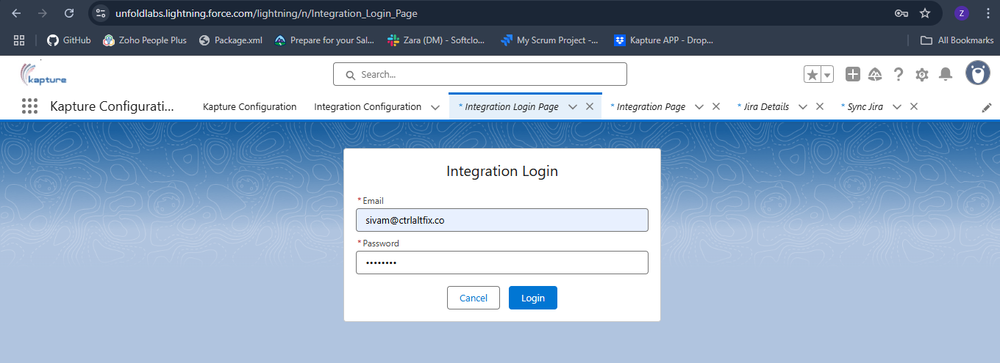 unfoldlabs.lightning.force.com/lightning/n/Integration_Login_Page
Z
GitHub Zoho People Plus Package.xml Prepare for your Sal... Zara (DM) - Softclo... My Scrum Project -... Kapture APP - Drop... All Bookmarks
kapture
Search...
Kapture Configurati... Kapture Configuration Integration Configuration * Integration Login Page * Integration Page * Jira Details * Sync Jira
Integration Login
* Email
sivam@ctrlaltfix.co
* Password
••••••••
Cancel Login